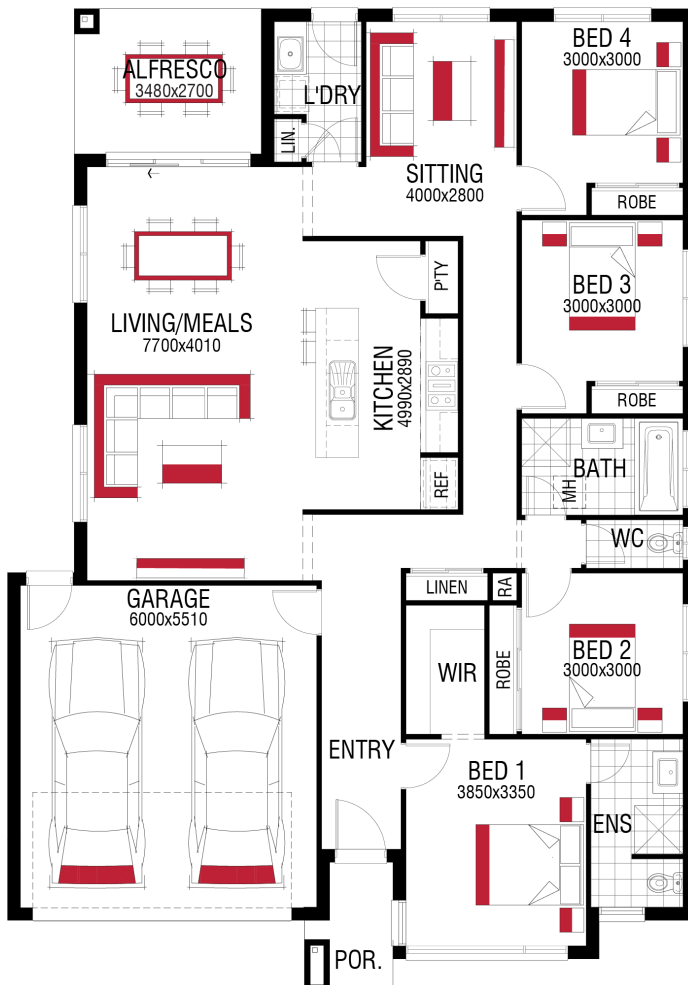 ALFRESCO
3480x2700
L'DRY
LIN.
SITTING
4000x2800
BED 4
3000x3000
ROBE
LIVING/MEALS
7700x4010
P'TY
KITCHEN
4990x2890
REF
BED 3
3000x3000
ROBE
BATH
MH
WC
GARAGE
6000x5510
LINEN
RA
WIR
ROBE
BED 2
3000x3000
ENTRY
BED 1
3850x3350
ENS
POR.